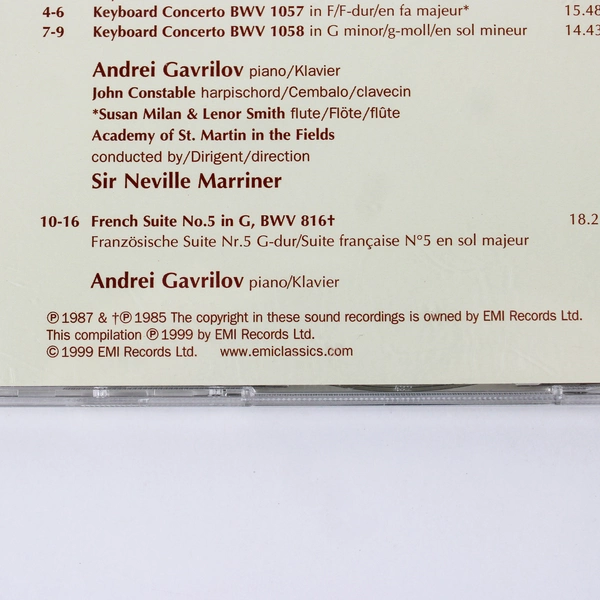 4-6 Keyboard Concerto BWV 1057 in F/F-dur/en fa majeur* 15.48
7-9 Keyboard Concerto BWV 1058 in G minor/g-moll/en sol mineur 14.43
Andrei Gavrilov piano/Klavier
John Constable harpischord/Cembalo/clavecin
*Susan Milan & Lenor Smith flute/Flöte/flûte
Academy of St. Martin in the Fields
conducted by/Dirigent/direction
Sir Neville Marriner
10-16 French Suite No.5 in G, BWV 816† 18.2
Französische Suite Nr.5 G-dur/Suite française N°5 en sol majeur
Andrei Gavrilov piano/Klavier
℗ 1987 & †℗ 1985 The copyright in these sound recordings is owned by EMI Records Ltd.
This compilation ℗ 1999 by EMI Records Ltd.
© 1999 EMI Records Ltd. www.emiclassics.com